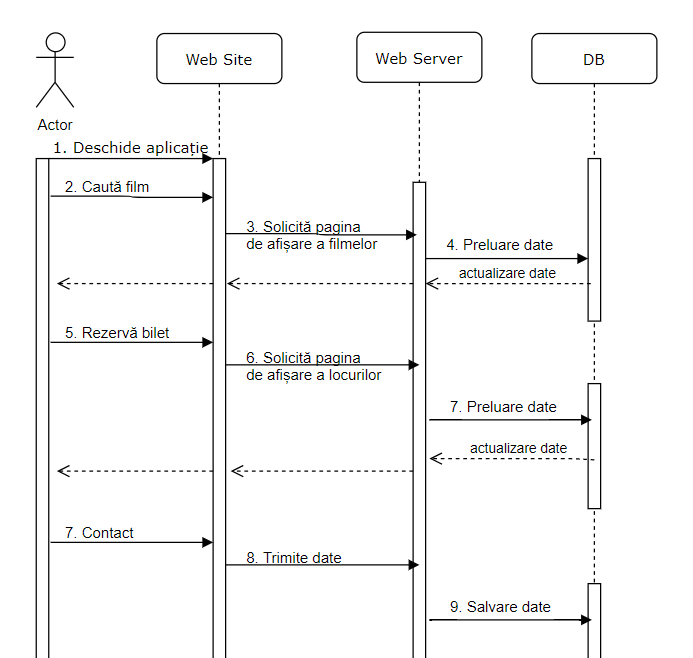 Web Site
Web Server
DB
Actor
1. Deschide aplicație
2. Caută film
3. Solicită pagina
de afișare a filmelor
4. Preluare date
actualizare date
5. Rezervă bilet
6. Solicită pagina
de afișare a locurilor
7. Preluare date
actualizare date
7. Contact
8. Trimite date
9. Salvare date